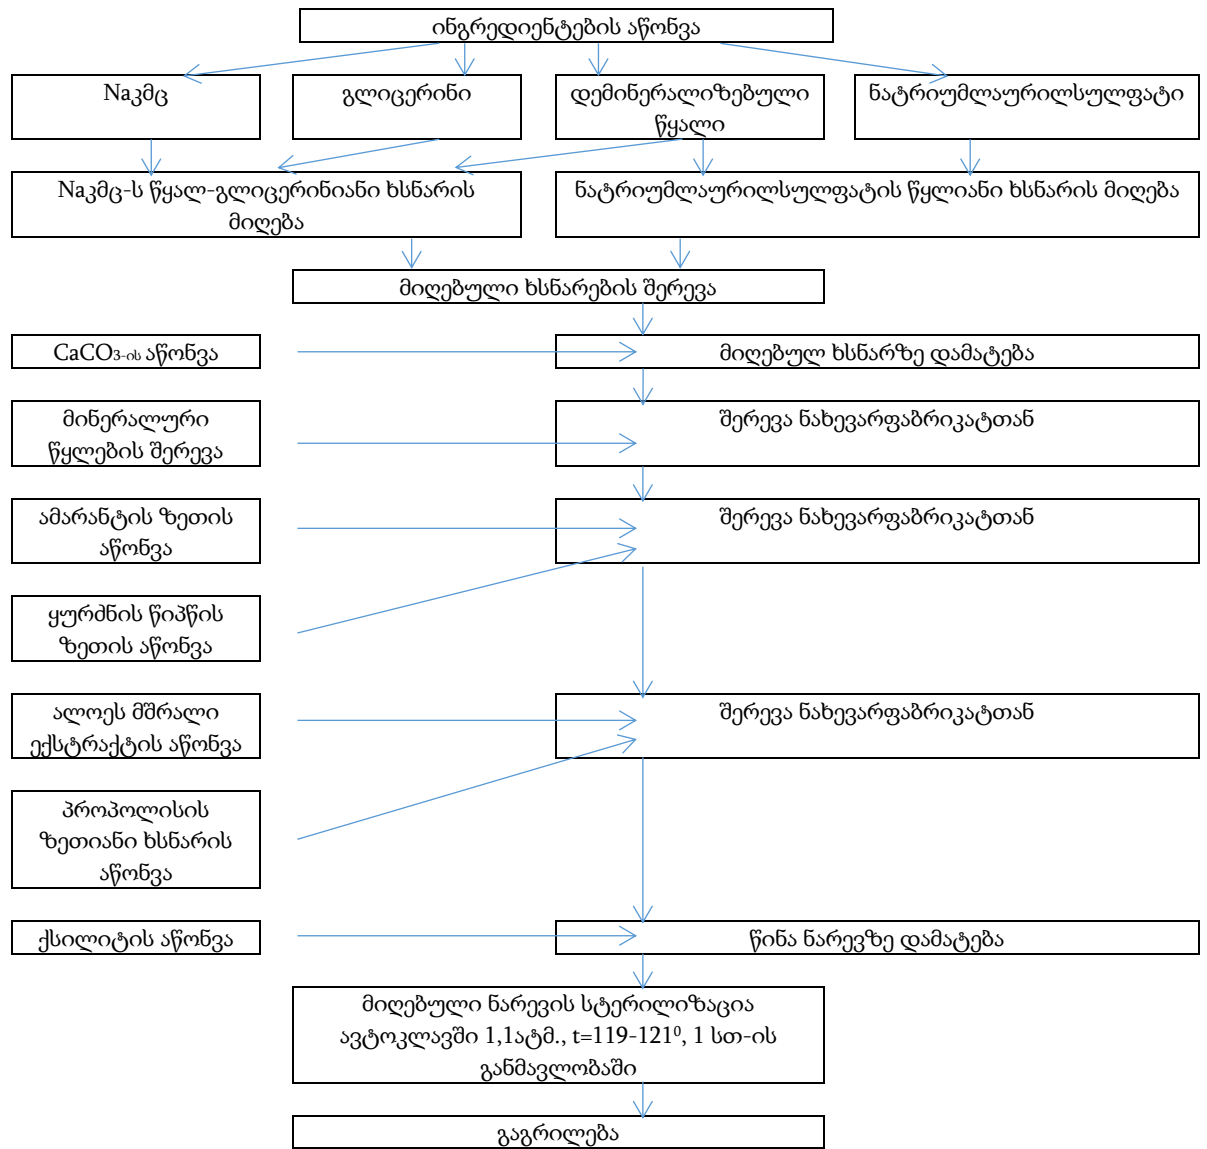 ინგრედიენტების აწონვა
Naკმც
გლიცერინი
დემინერალიზებული
წყალი
ნატრიუმლაურილსულფატი
Naკმც-ს წყალ-გლიცერინიანი ხსნარის
მიღება
ნატრიუმლაურილსულფატის წყლიანი ხსნარის მიღება
მიღებული ხსნარების შერევა
CaCO₃-ის აწონვა
მიღებულ ხსნარზე დამატება
მინერალური
წყლების შერევა
შერევა ნახევარფაბრიკატთან
ამარანტის ზეთის
აწონვა
შერევა ნახევარფაბრიკატთან
ყურძნის წიპწის
ზეთის აწონვა
ალოეს მშრალი
ექსტრაქტის აწონვა
შერევა ნახევარფაბრიკატთან
პროპოლისის
ზეთიანი ხსნარის
აწონვა
ქსილიტის აწონვა
წინა ნარევზე დამატება
მიღებული ნარევის სტერილიზაცია
ავტოკლავში 1,1ატმ., t=119-121⁰, 1 სთ-ის
განმავლობაში
გაგრილება